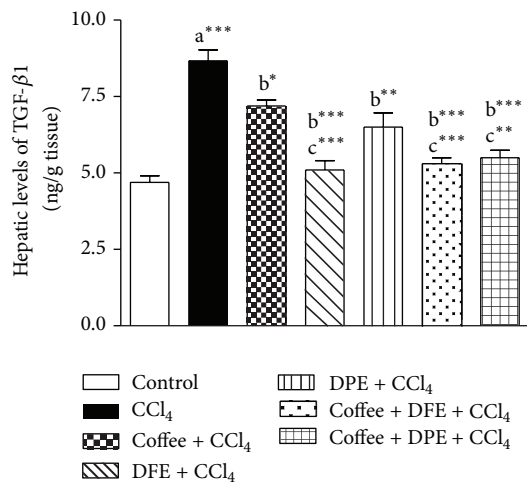 Hepatic levels of TGF-β1
(ng/g tissue)
10.0
7.5
5.0
2.5
0.0
a***
b*
b***
c***
b**
b***
c***
b***
c**
Control
CCl₄
Coffee + CCl₄
DFE + CCl₄
DPE + CCl₄
Coffee + DFE + CCl₄
Coffee + DPE + CCl₄